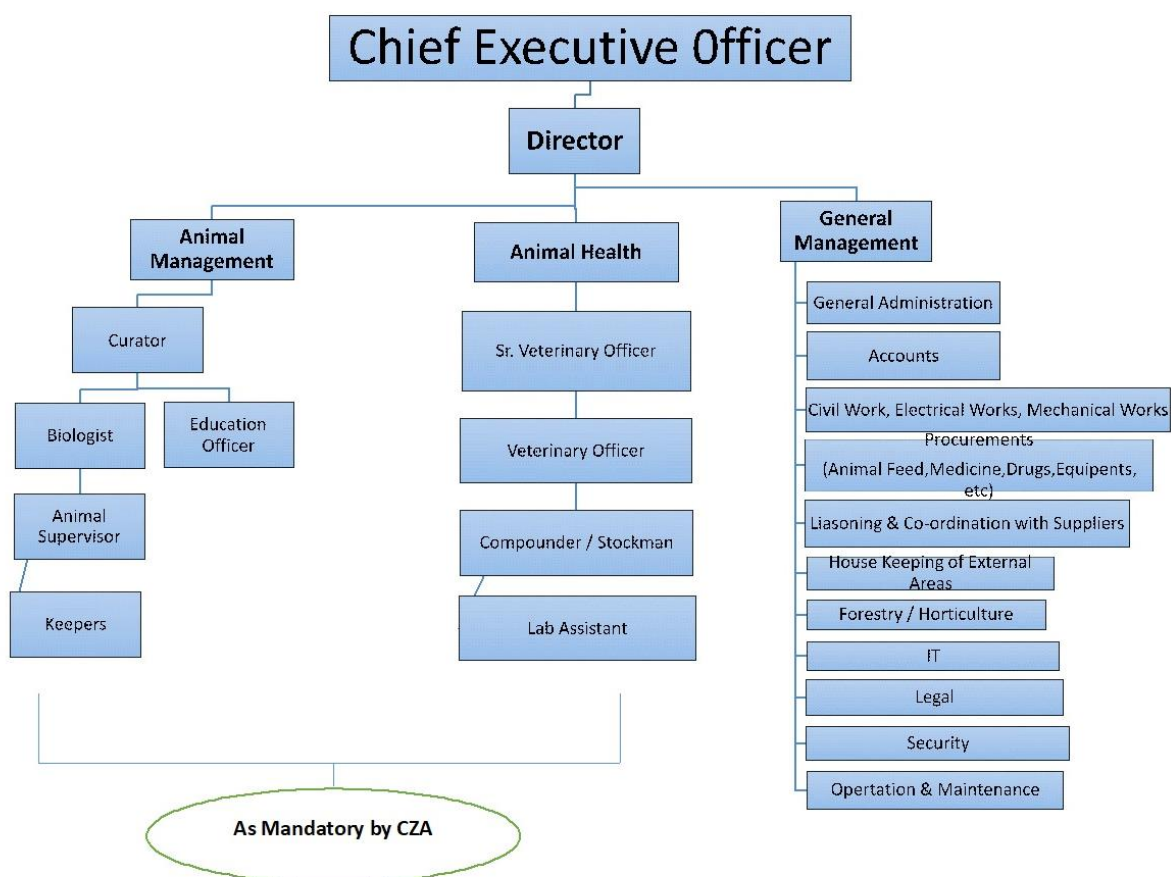 Chief Executive 0fficer
Director
Animal
Management
Curator
Biologist
Education
Officer
Animal
Supervisor
Keepers
Animal Health
Sr. Veterinary Officer
Veterinary Officer
Compounder / Stockman
Lab Assistant
General
Management
General Administration
Accounts
Civil Work, Electrical Works, Mechanical Works
Procurements
(Animal Feed,Medicine,Drugs,Equipents,
etc)
Liasoning & Co-ordination with Suppliers
House Keeping of External
Areas
Forestry / Horticulture
IT
Legal
Security
Opertation & Maintenance
As Mandatory by CZA